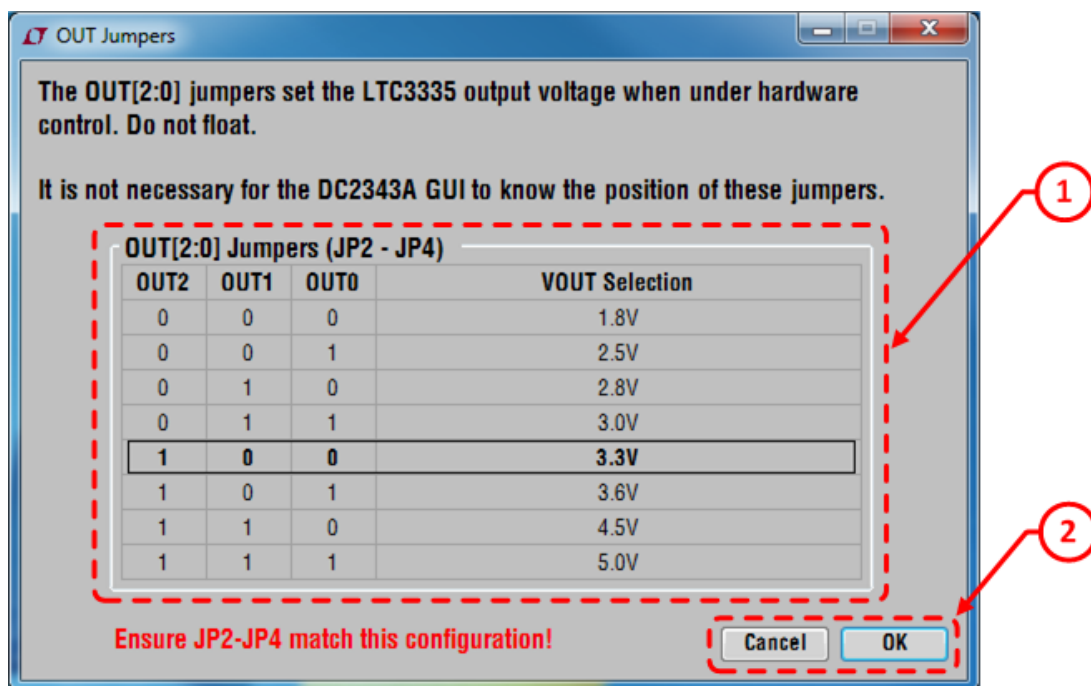 OUT Jumpers
The OUT[2:0] jumpers set the LTC3335 output voltage when under hardware
control. Do not float.
It is not necessary for the DC2343A GUI to know the position of these jumpers.
1
OUT[2:0] Jumpers (JP2 - JP4)
OUT2 OUT1 OUT0 VOUT Selection
0 0 0 1.8V
0 0 1 2.5V
0 1 0 2.8V
0 1 1 3.0V
1 0 0 3.3V
1 0 1 3.6V
1 1 0 4.5V
1 1 1 5.0V
2
Ensure JP2-JP4 match this configuration!
Cancel OK